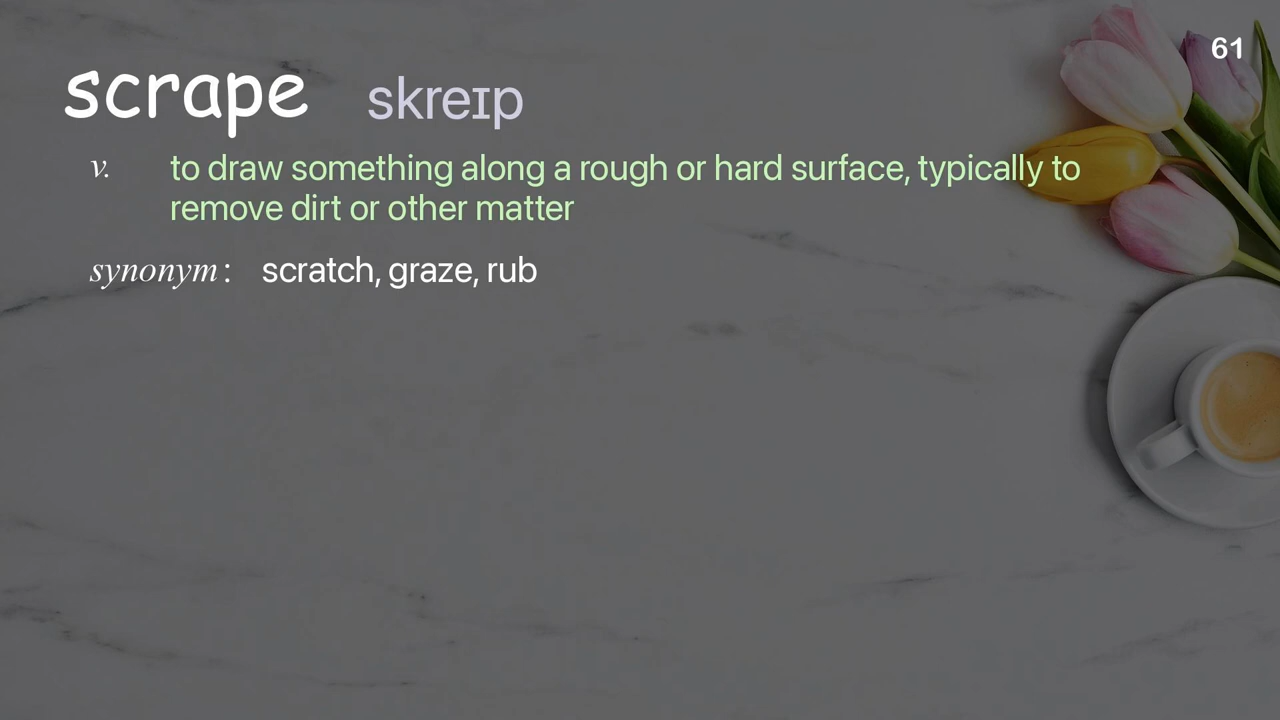 61
scrape skreɪp
v. to draw something along a rough or hard surface, typically to
remove dirt or other matter
synonym: scratch, graze, rub